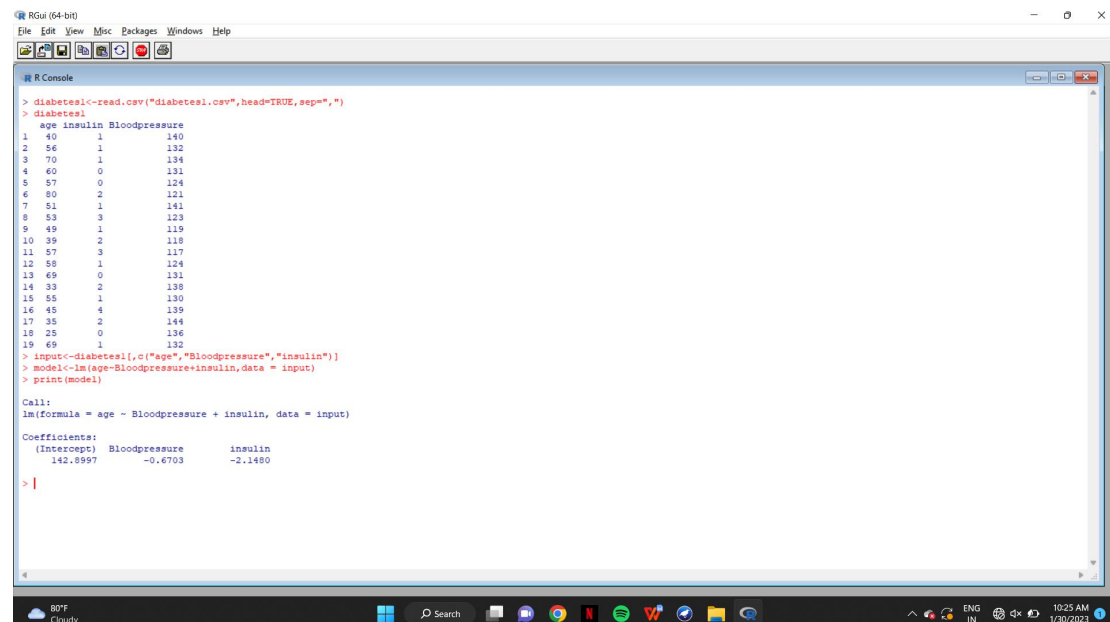 RGui (64-bit)
File Edit View Misc Packages Windows Help
STOP
R Console
> diabetes1<-read.csv("diabetes1.csv",head=TRUE,sep=",")
> diabetes1
age insulin Bloodpressure
1 40 1 140
2 56 1 132
3 70 1 134
4 60 0 131
5 57 0 124
6 80 2 121
7 51 1 141
8 53 3 123
9 49 1 119
10 39 2 118
11 57 3 117
12 58 1 124
13 69 0 131
14 33 2 138
15 55 1 130
16 45 4 139
17 35 2 144
18 25 0 136
19 69 1 132
> input<-diabetes1[,c("age","Bloodpressure","insulin")]
> model<-lm(age~Bloodpressure+insulin,data = input)
> print(model)
Call:
lm(formula = age ~ Bloodpressure + insulin, data = input)
Coefficients:
(Intercept) Bloodpressure insulin
142.8997 -0.6703 -2.1480
>
80°F
Cloudy
Search
ENG
IN
10:25 AM
1/30/2023
1